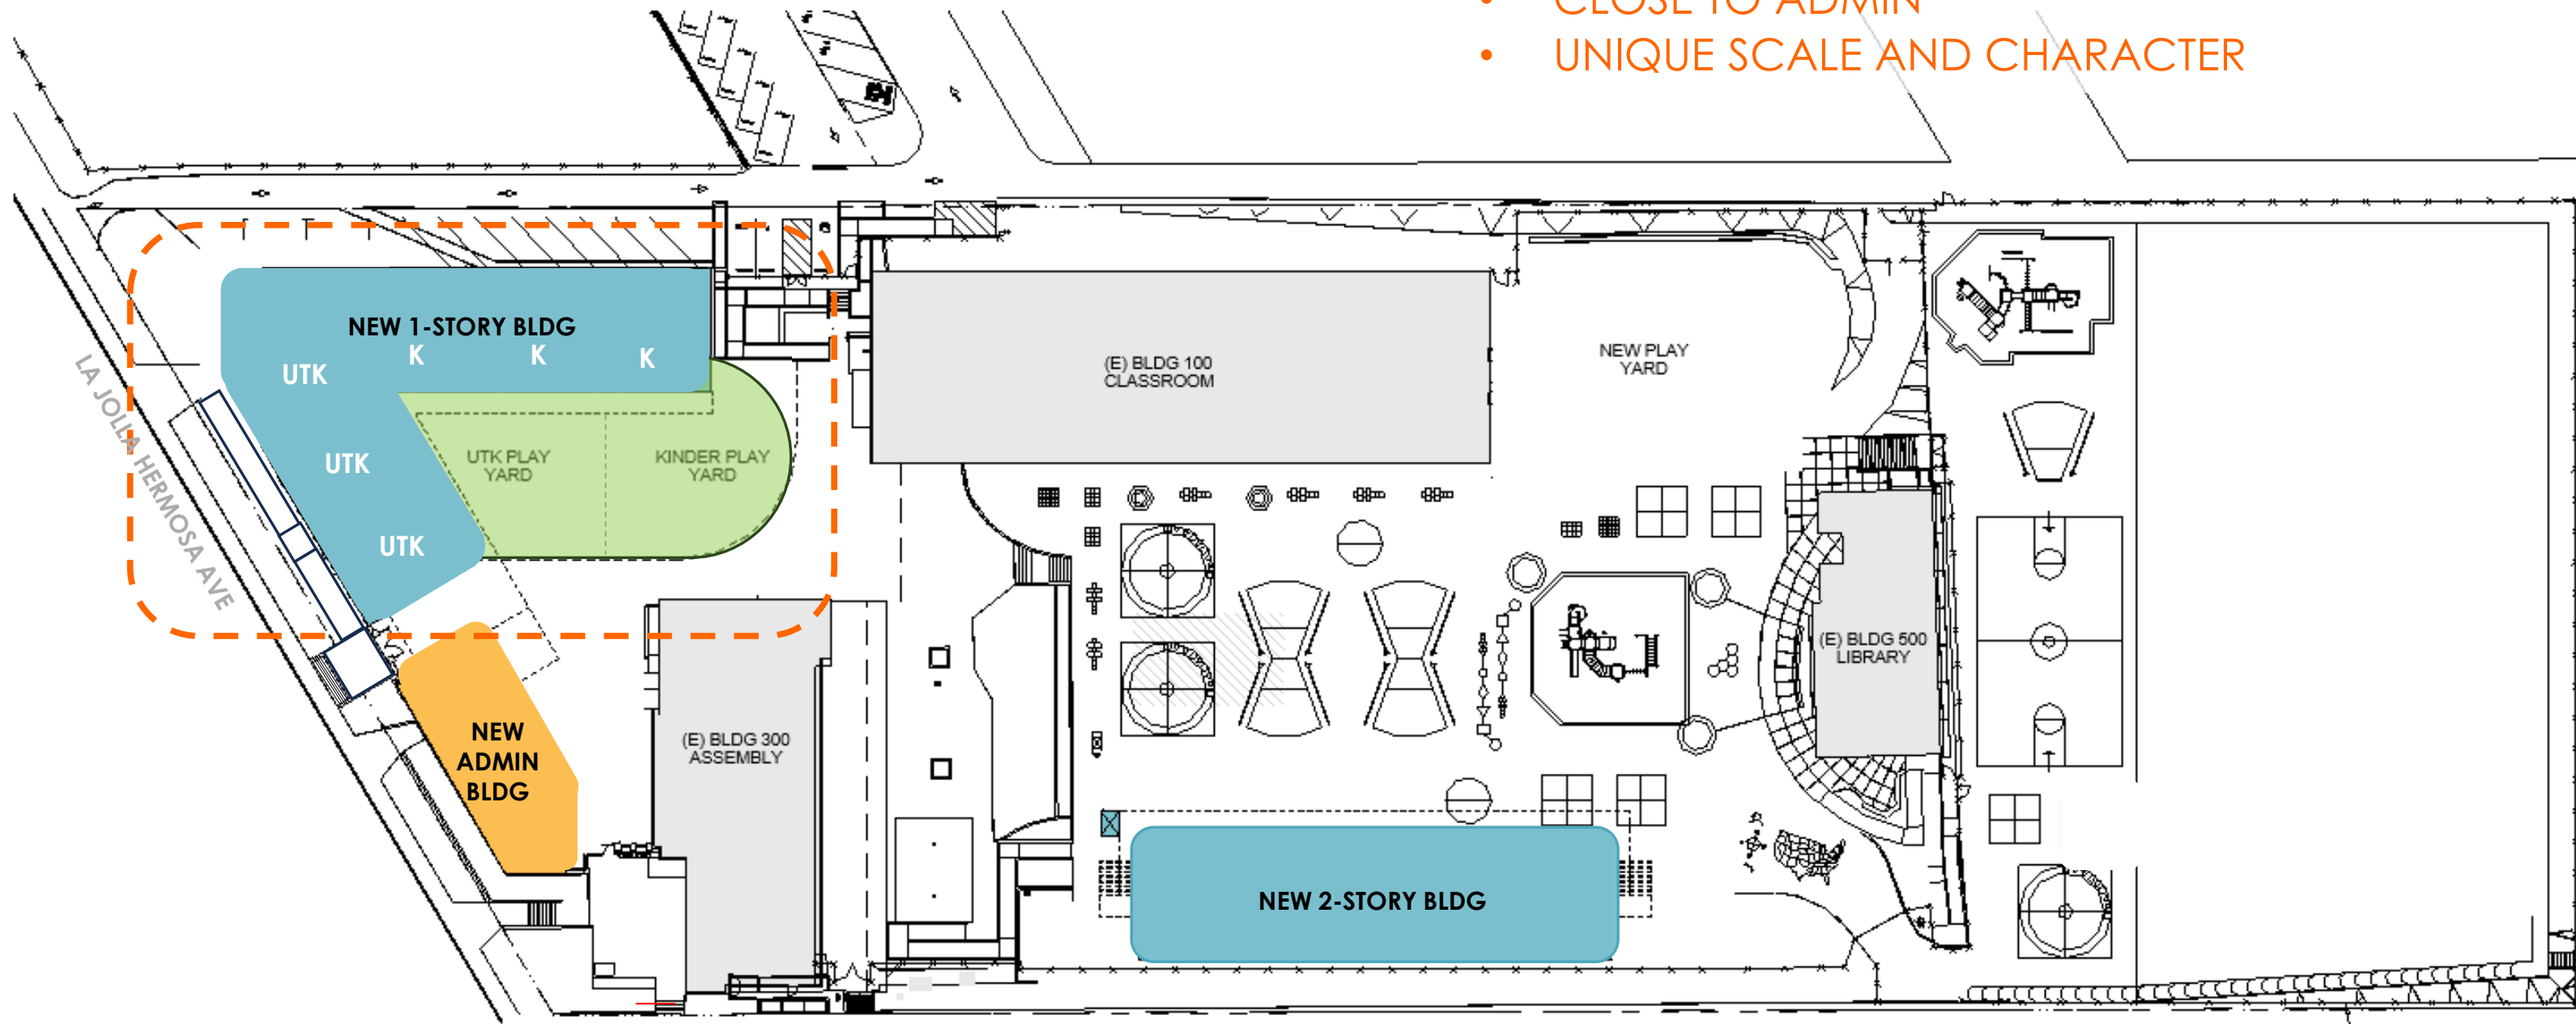 • CLOSE TO ADMIN
• UNIQUE SCALE AND CHARACTER
NEW 1-STORY BLDG
K
K
K
UTK
UTK
UTK
UTK PLAY
YARD
KINDER PLAY
YARD
LA JOLLA HERMOSA AVE
(E) BLDG 100
CLASSROOM
NEW PLAY
YARD
(E) BLDG 500
LIBRARY
NEW
ADMIN
BLDG
(E) BLDG 300
ASSEMBLY
NEW 2-STORY BLDG